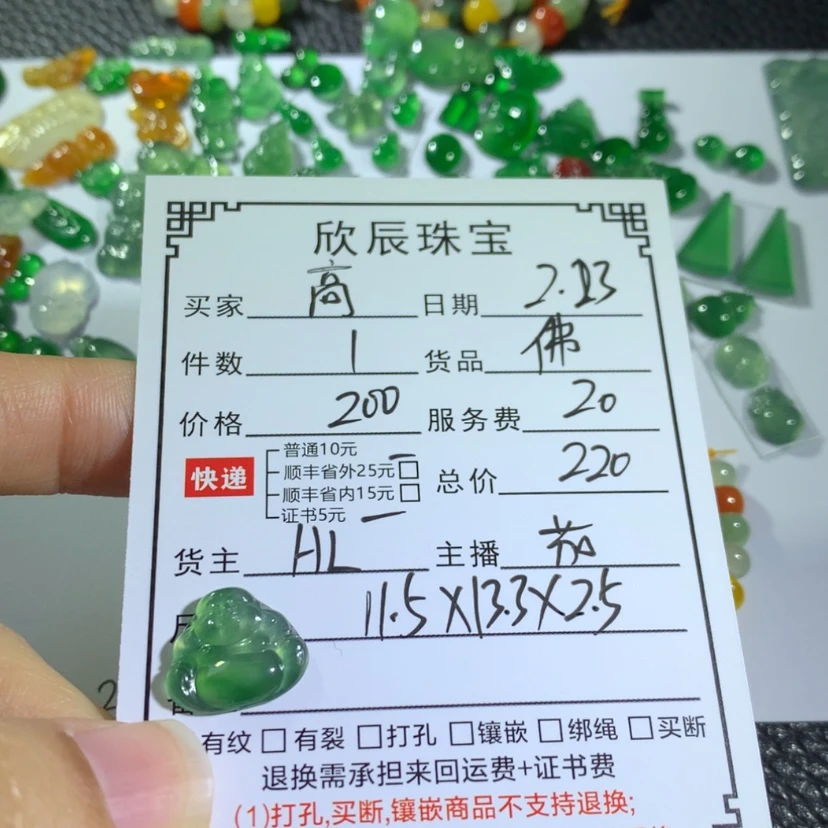 欣辰珠宝
买家 高 日期 2.23
件数 1 货品 佛
价格 200 服务费 20
快递 普通10元
顺丰省外25元
顺丰省内15元
证书5元
总价 220
货主 HL 主播 茹
11.5X13.3X2.5
有纹 □有裂 □打孔 □镶嵌 □绑绳 □买断
退换需承担来回运费+证书费
(1)打孔,买断,镶嵌商品不支持退换;